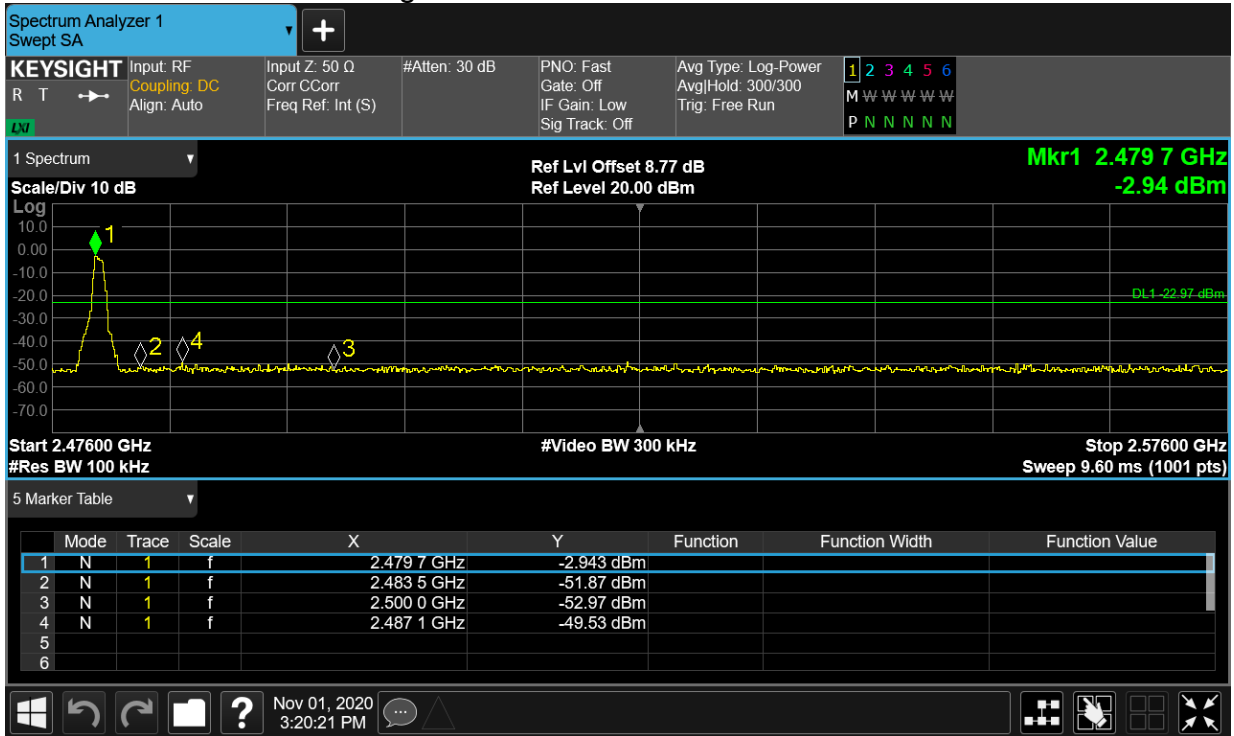 Spectrum Analyzer 1
Swept SA
+
KEYSIGHT
R T
LXI
Input: RF
Coupling: DC
Align: Auto
Input Z: 50 Ω
Corr CCorr
Freq Ref: Int (S)
#Atten: 30 dB
PNO: Fast
Gate: Off
IF Gain: Low
Sig Track: Off
Avg Type: Log-Power
Avg|Hold: 300/300
Trig: Free Run
1 2 3 4 5 6
M W W W W W
P N N N N N
1 Spectrum
Scale/Div 10 dB
Ref Lvl Offset 8.77 dB
Ref Level 20.00 dBm
Mkr1 2.479 7 GHz
-2.94 dBm
Log
10.0
0.00
-10.0
-20.0
-30.0
-40.0
-50.0
-60.0
-70.0
1
2
4
3
DL1 -22.97 dBm
Start 2.47600 GHz
#Res BW 100 kHz
#Video BW 300 kHz
Stop 2.57600 GHz
Sweep 9.60 ms (1001 pts)
5 Marker Table
Mode Trace Scale X Y Function Function Width Function Value
1 N 1 f 2.479 7 GHz -2.943 dBm
2 N 1 f 2.483 5 GHz -51.87 dBm
3 N 1 f 2.500 0 GHz -52.97 dBm
4 N 1 f 2.487 1 GHz -49.53 dBm
5
6
?
Nov 01, 2020
3:20:21 PM